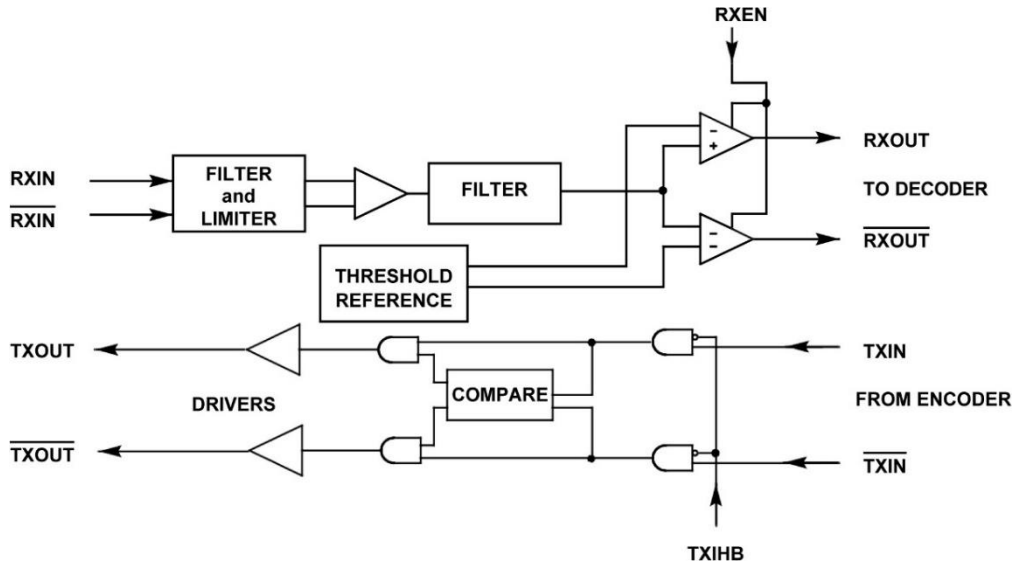 RXEN
RXIN
RXIN
FILTER
and
LIMITER
FILTER
THRESHOLD
REFERENCE
-
+
-
-
RXOUT
TO DECODER
RXOUT
TXOUT
DRIVERS
TXOUT
COMPARE
TXIN
FROM ENCODER
TXIN
TXIHB